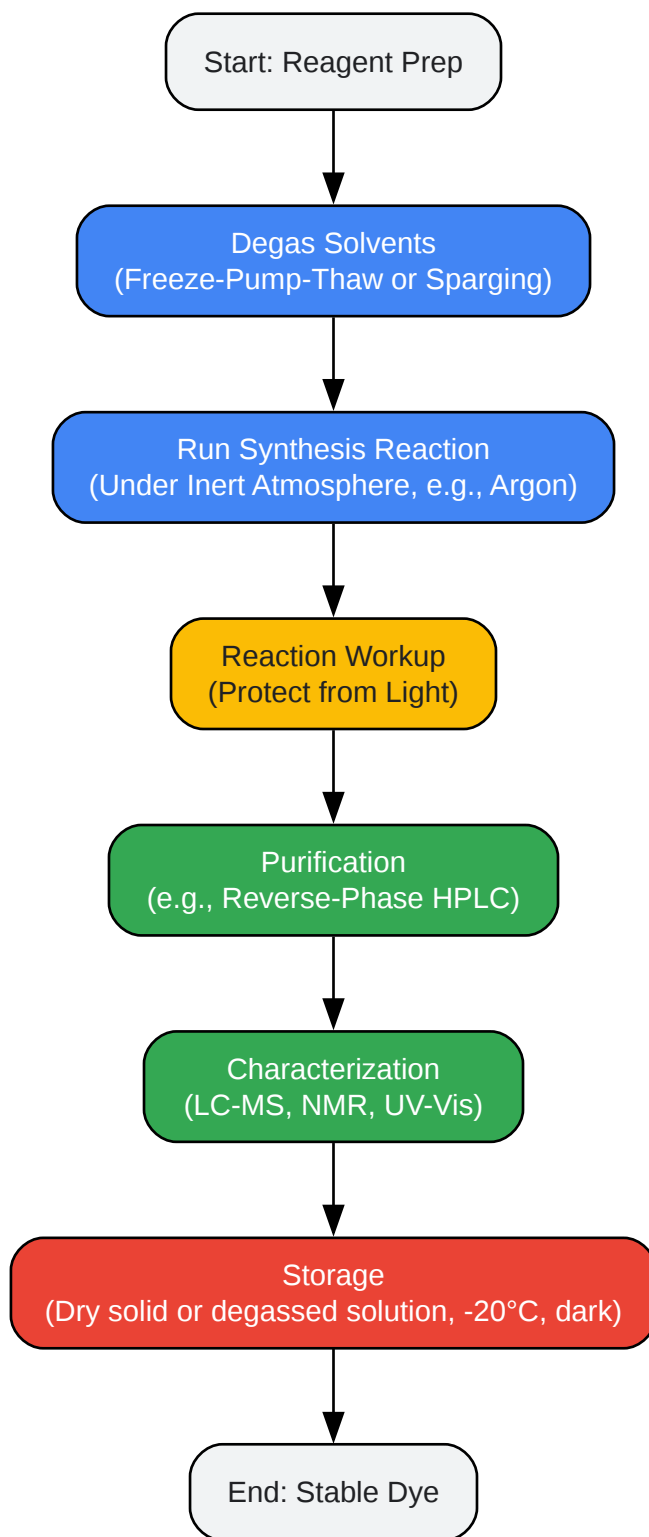 Start: Reagent Prep
Degas Solvents
(Freeze-Pump-Thaw or Sparging)
Run Synthesis Reaction
(Under Inert Atmosphere, e.g., Argon)
Reaction Workup
(Protect from Light)
Purification
(e.g., Reverse-Phase HPLC)
Characterization
(LC-MS, NMR, UV-Vis)
Storage
(Dry solid or degassed solution, -20°C, dark)
End: Stable Dye